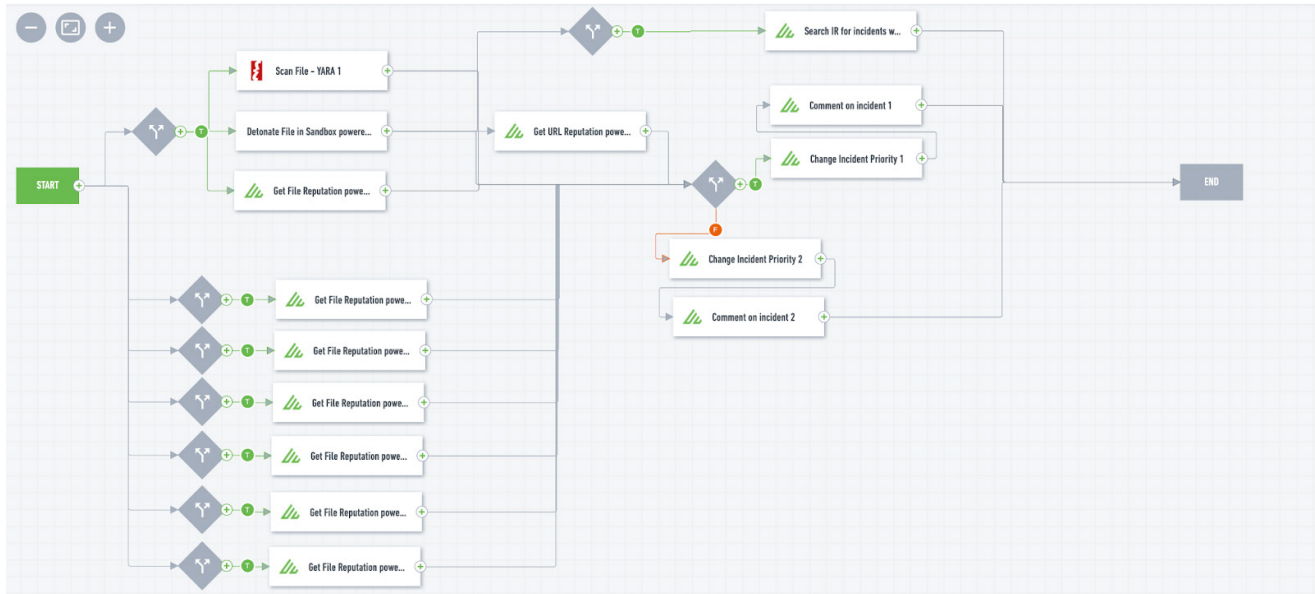 T
Search IR for incidents w...
Scan File - YARA 1
Comment on incident 1
T
Detonate File in Sandbox powere...
Get URL Reputation powe...
Change Incident Priority 1
START
Get File Reputation powe...
T
END
F
Change Incident Priority 2
T
Get File Reputation powe...
Comment on incident 2
T
Get File Reputation powe...
T
Get File Reputation powe...
T
Get File Reputation powe...
T
Get File Reputation powe...
T
Get File Reputation powe...